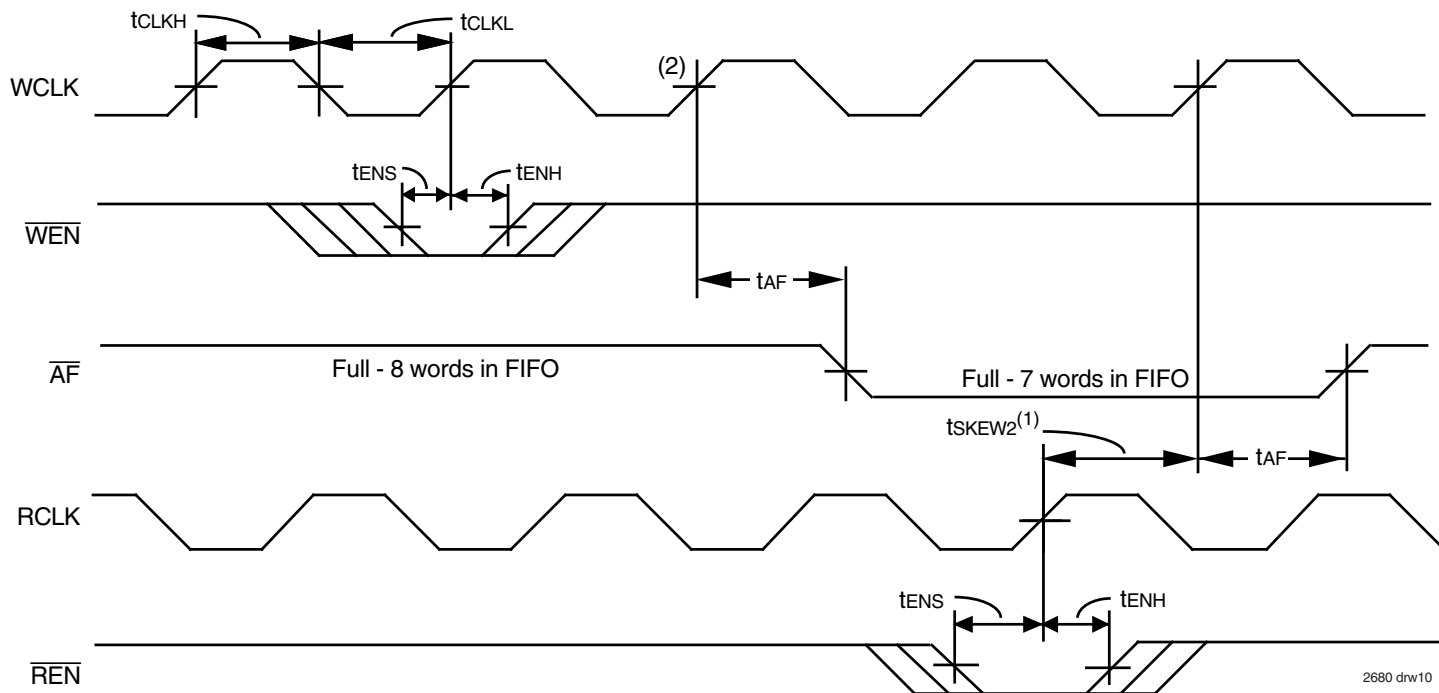 tCLKH
tCLKL
WCLK
(2)
tENS
tENH
WEN
tAF
AF
Full - 8 words in FIFO
Full - 7 words in FIFO
tSKEW2(1)
tAF
RCLK
tENS
tENH
REN
2680 drw10